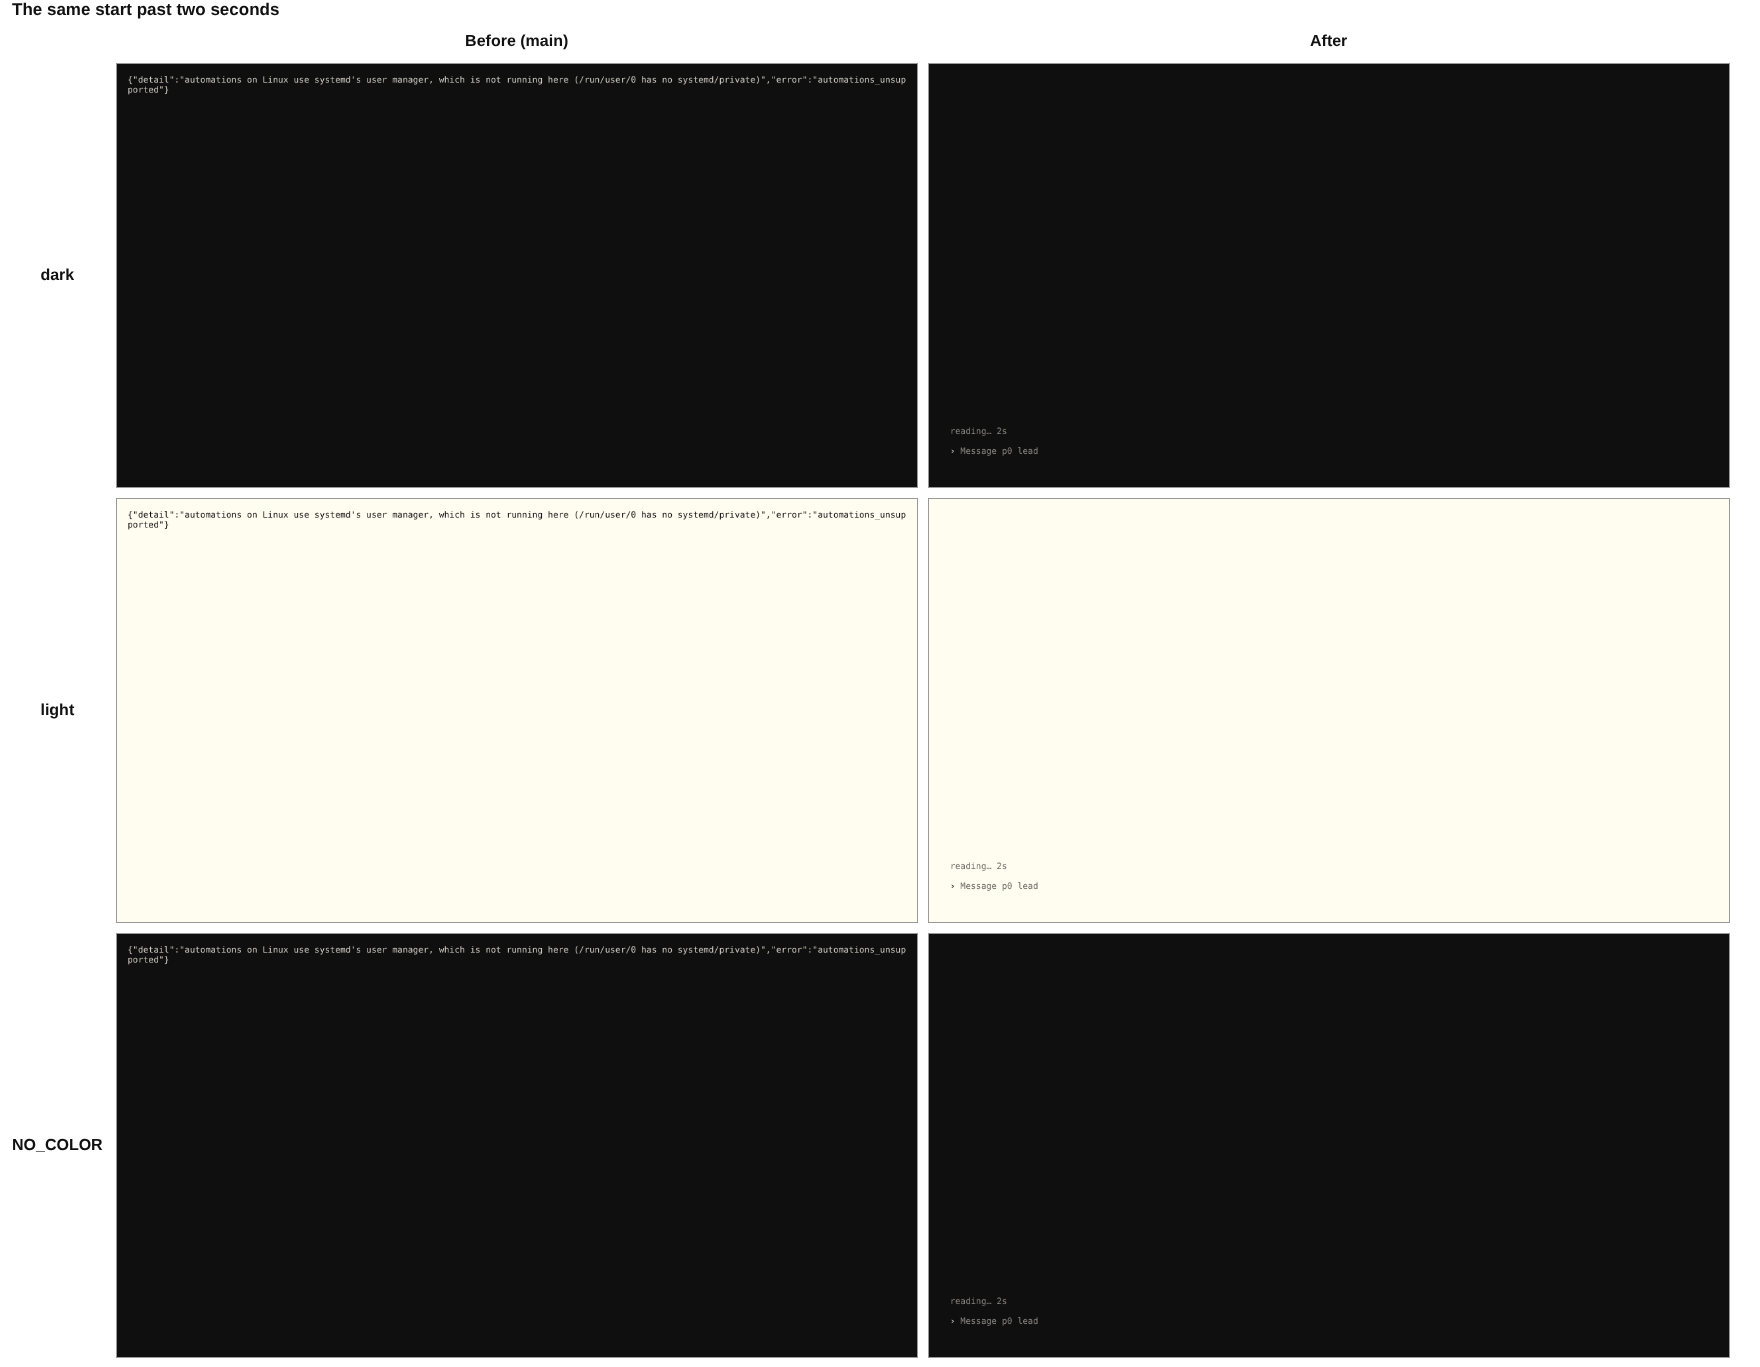 The same start past two seconds
Before (main)
After
dark
{"detail":"automations on Linux use systemd's user manager, which is not running here (/run/user/0 has no systemd/private)","error":"automations_unsup
ported"}
reading… 2s
› Message p0 lead
light
{"detail":"automations on Linux use systemd's user manager, which is not running here (/run/user/0 has no systemd/private)","error":"automations_unsup
ported"}
reading… 2s
› Message p0 lead
NO_COLOR
{"detail":"automations on Linux use systemd's user manager, which is not running here (/run/user/0 has no systemd/private)","error":"automations_unsup
ported"}
reading… 2s
› Message p0 lead